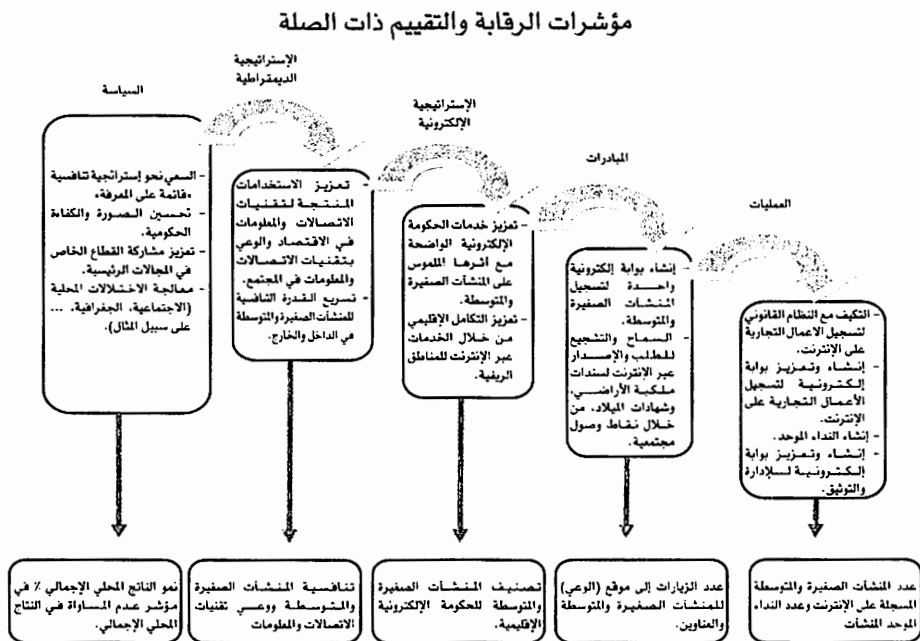 مؤشرات الرقابة والتقييم ذات الصلة
السياسة
- السعي نحو إستراتيجية تنافسية
«قائمة على المعرفة»
- تحسين الصورة والكفاءة
الحكومية.
- تعزيز مشاركة القطاع الخاص
في المجالات الرئيسية.
- معالجة الاختلالات المحلية
(الاجتماعية، الجغرافية، ...
على سبيل المثال).
الإستراتيجية
الديمقراطية
- تعزيز الاستخدامات
المنتجة لتقنيات
الاتصالات والمعلومات
في الاقتصاد والوعي
بتقنيات الاتصالات
والمعلومات في المجتمع.
- تسريع القدرة التنافسية
للمنشآت الصغيرة والمتوسطة
في الداخل والخارج.
الإستراتيجية
الإلكترونية
- تعزيز خدمات الحكومة
الإلكترونية الواضحة
مع أثرها الملموس
على المنشآت الصغيرة
والمتوسطة.
- تعزيز التكامل الإقليمي
من خلال الخدمات
عبر الإنترنت للمناطق
الريفية.
المبادرات
- إنشاء بوابة إلكترونية
واحدة لتسجيل
المنشآت الصغيرة
والمتوسطة.
- السماح والتشجيع
للطلب والإصدار
عبر الإنترنت لسندات
ملكية الأراضي،
وشهادات الميلاد، من
خلال نقاط وصول
مجتمعية.
العمليات
- التكيف مع النظام القانوني
لتسجيل الاعمال التجارية
على الإنترنت.
- إنشاء وتعزيز بوابة
إلكترونية لتسجيل
الأعمال التجارية على
الإنترنت.
- إنشاء النداء الموحد.
- إنشاء وتعزيز بوابة
إلكترونية للإدارة
والتوثيق.
نمو الناتج المحلي الإجمالي ٪ في
مؤشر عدم المساواة في النتاج
المحلي الإجمالي.
تنافسية المنشآت الصغيرة
والمتوسطة ووعي تقنيات
الاتصالات والمعلومات
تصنيف المنشآت الصغيرة
والمتوسطة للحكومة الإلكترونية
الإقليمية.
عدد الزيارات إلى موقع (الوعي)
للمنشآت الصغيرة والمتوسطة
والعناوين.
عدد المنشآت الصغيرة والمتوسطة
المسجلة على الإنترنت وعدد النداء
الموحد المنشآت